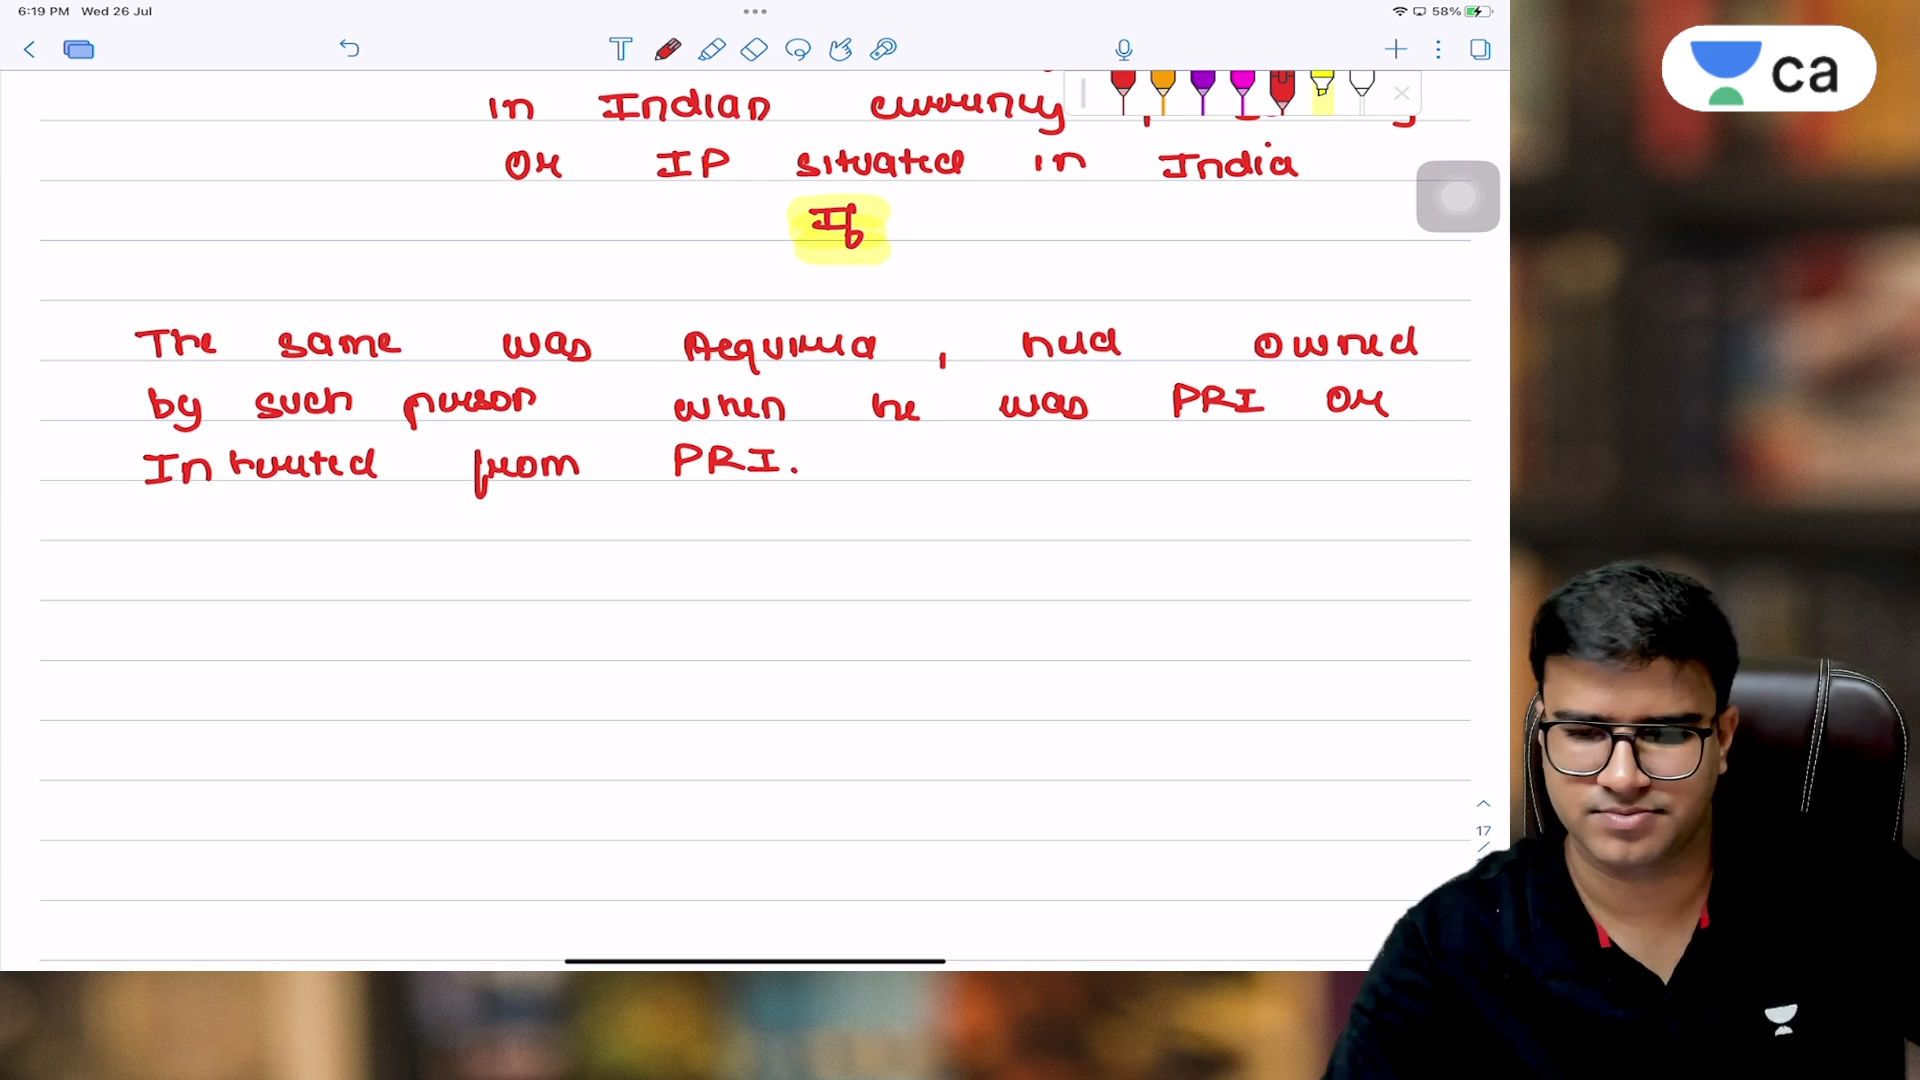 6:19 PM Wed 26 Jul
58%
ca
in Indian currency
or IP situated in India
If
The same was Acquired, held owned
by such person when he was PRI or
Inherited from PRI.
17